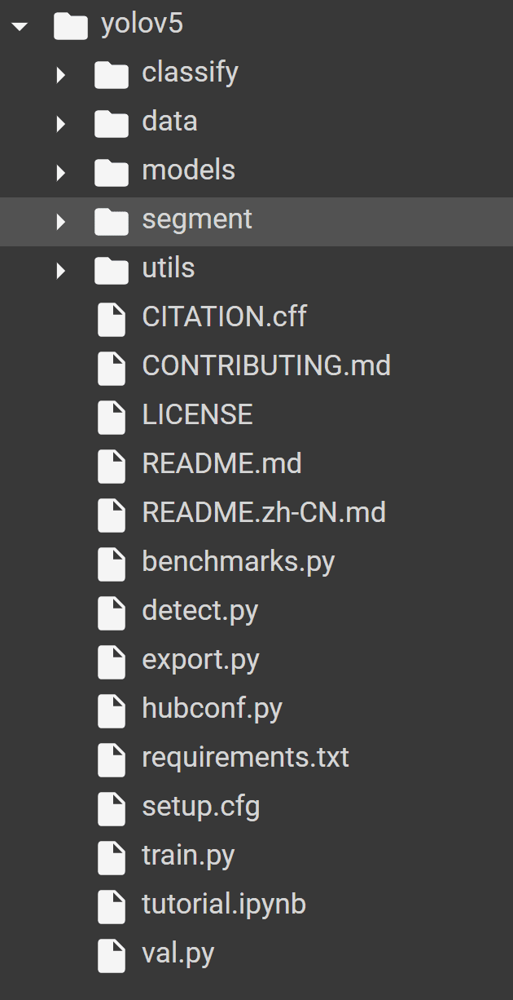 yolov5
classify
data
models
segment
utils
CITATION.cff
CONTRIBUTING.md
LICENSE
README.md
README.zh-CN.md
benchmarks.py
detect.py
export.py
hubconf.py
requirements.txt
setup.cfg
train.py
tutorial.ipynb
val.py